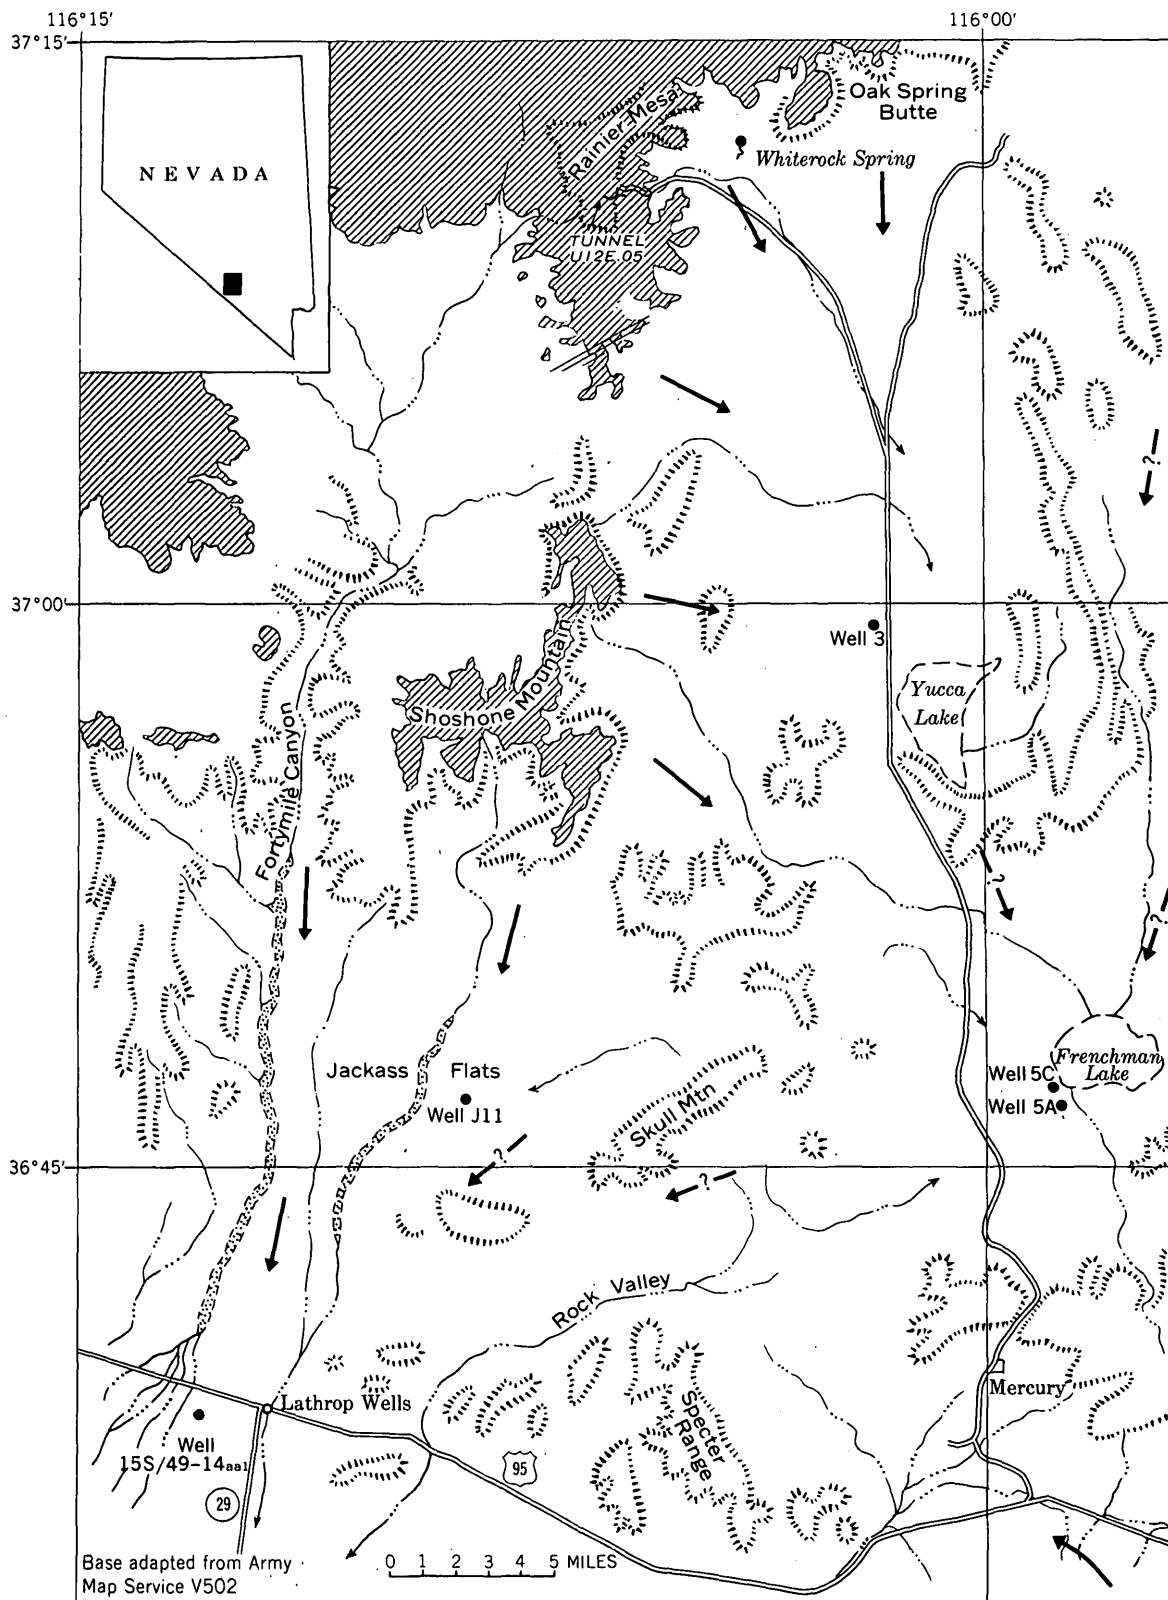 116°15'
116°00'
37°15'
NEVADA
Rainier Mesa
Oak Spring
Butte
Whiterock Spring
TUNNEL
U12E.05
?
37°00'
Well 3
Yucca
Lake
Shoshone Mountain
Fortymile Canyon
?
?
Jackass Flats
Well J11
Frenchman
Lake
Well 5C
Well 5A
Skull Mtn
36°45'
?
?
Rock Valley
Mercury
Lathrop Wells
Specter
Range
Well
15S/49-14aa1
95
29
Base adapted from Army
Map Service V502
0 1 2 3 4 5 MILES